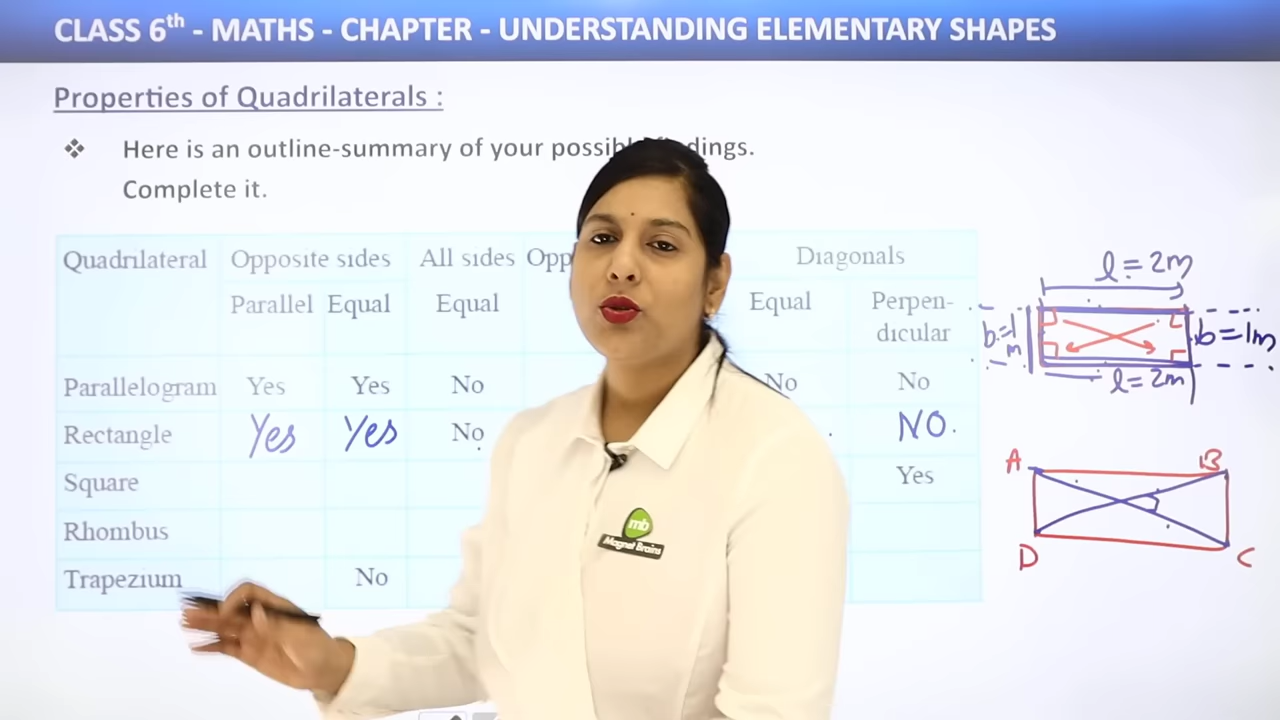 CLASS 6th - MATHS - CHAPTER - UNDERSTANDING ELEMENTARY SHAPES
Properties of Quadrilaterals :
❖ Here is an outline-summary of your possible findings.
Complete it.
Quadrilateral Opposite sides All sides Opp Diagonals
Parallel Equal Equal Equal Perpen-
dicular
Parallelogram Yes Yes No No No
Rectangle Yes Yes No NO.
Square Yes
Rhombus
Trapezium No
l = 2m
b=1
m
b=1m
l = 2m
A B
D C
mb
Magnet Brains